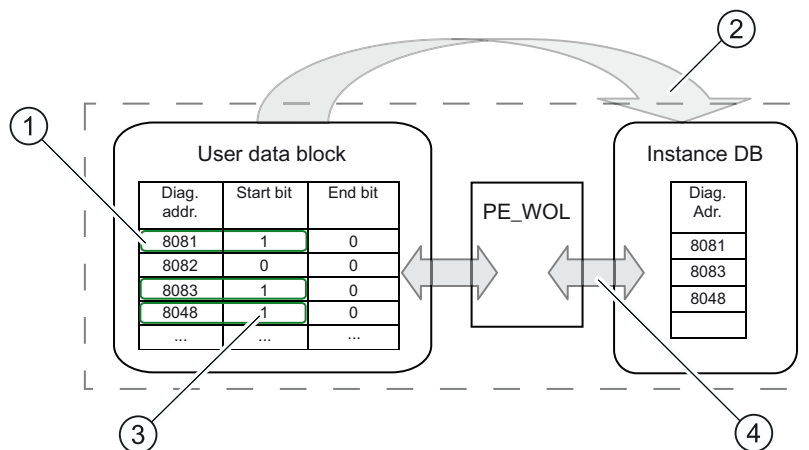 2
1
User data block
Instance DB
Diag. addr.
Start bit
End bit
8081 1 0
8082 0 0
8083 1 0
8048 1 0
... ... ...
PE_WOL
Diag. Adr.
8081
8083
8048
3
4